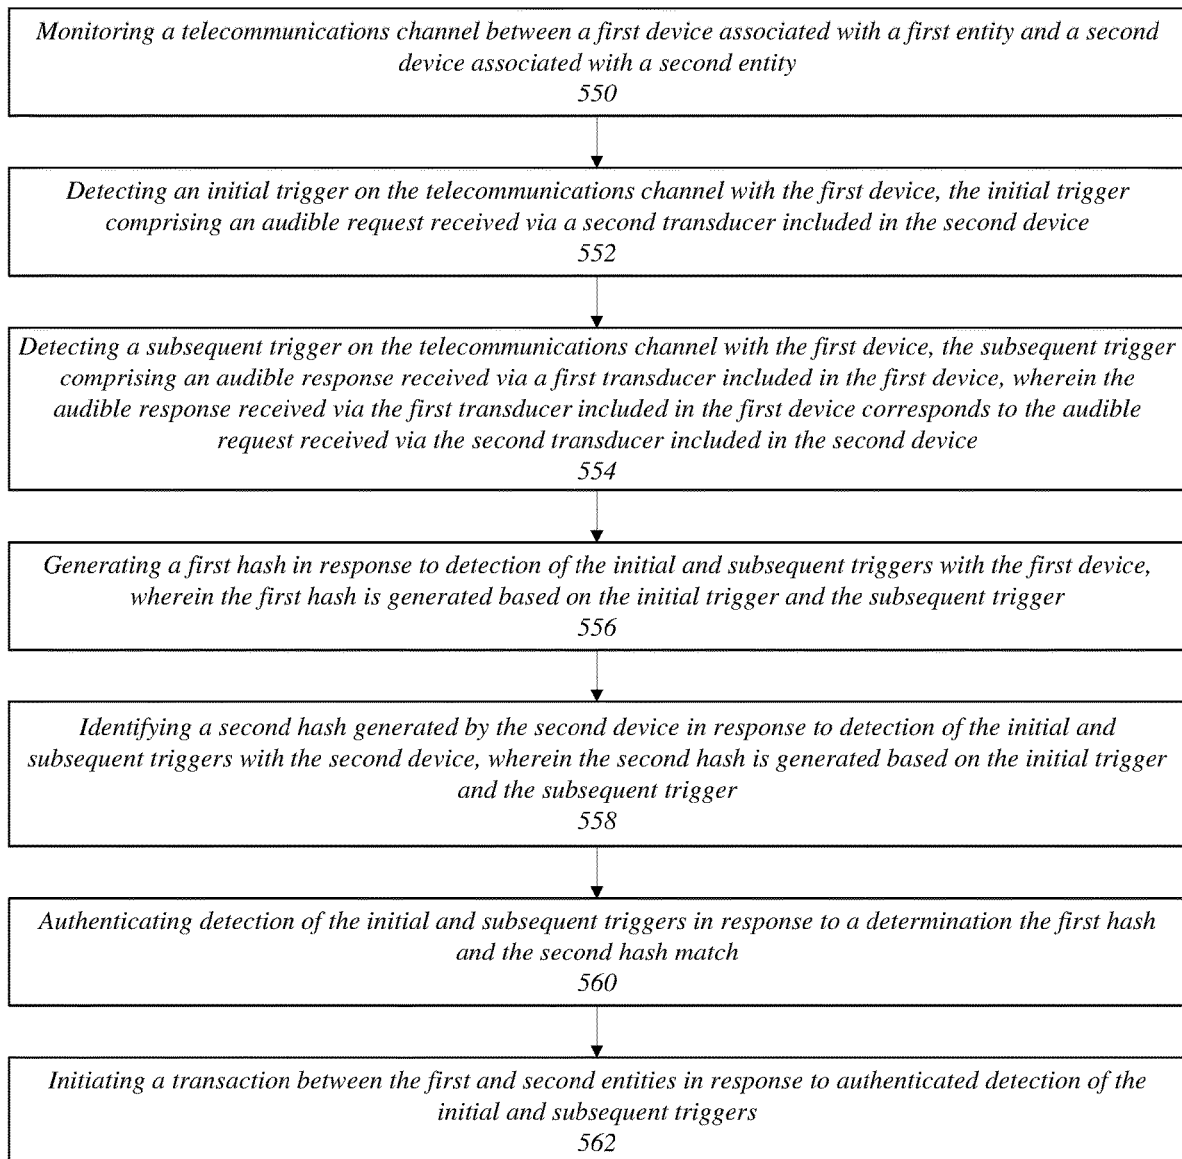 Monitoring a telecommunications channel between a first device associated with a first entity and a second
device associated with a second entity
550
Detecting an initial trigger on the telecommunications channel with the first device, the initial trigger
comprising an audible request received via a second transducer included in the second device
552
Detecting a subsequent trigger on the telecommunications channel with the first device, the subsequent trigger
comprising an audible response received via a first transducer included in the first device, wherein the
audible response received via the first transducer included in the first device corresponds to the audible
request received via the second transducer included in the second device
554
Generating a first hash in response to detection of the initial and subsequent triggers with the first device,
wherein the first hash is generated based on the initial trigger and the subsequent trigger
556
Identifying a second hash generated by the second device in response to detection of the initial and
subsequent triggers with the second device, wherein the second hash is generated based on the initial trigger
and the subsequent trigger
558
Authenticating detection of the initial and subsequent triggers in response to a determination the first hash
and the second hash match
560
Initiating a transaction between the first and second entities in response to authenticated detection of the
initial and subsequent triggers
562